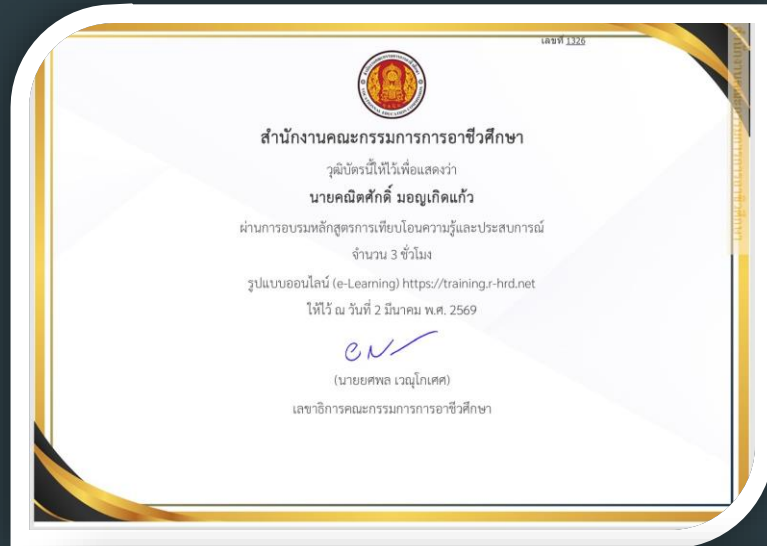 เลขที่ 1326
สำนักงานคณะกรรมการการอาชีวศึกษา
วุฒิบัตรนี้ให้ไว้เพื่อแสดงว่า
นายคณิตศักดิ์ มอญเกิดแก้ว
ผ่านการอบรมหลักสูตรการเทียบโอนความรู้และประสบการณ์
จำนวน 3 ชั่วโมง
รูปแบบออนไลน์ (e-Learning) https://training.r-hrd.net
ให้ไว้ ณ วันที่ 2 มีนาคม พ.ศ. 2569
(นายยศพล เวณุโกเศศ)
เลขาธิการคณะกรรมการการอาชีวศึกษา